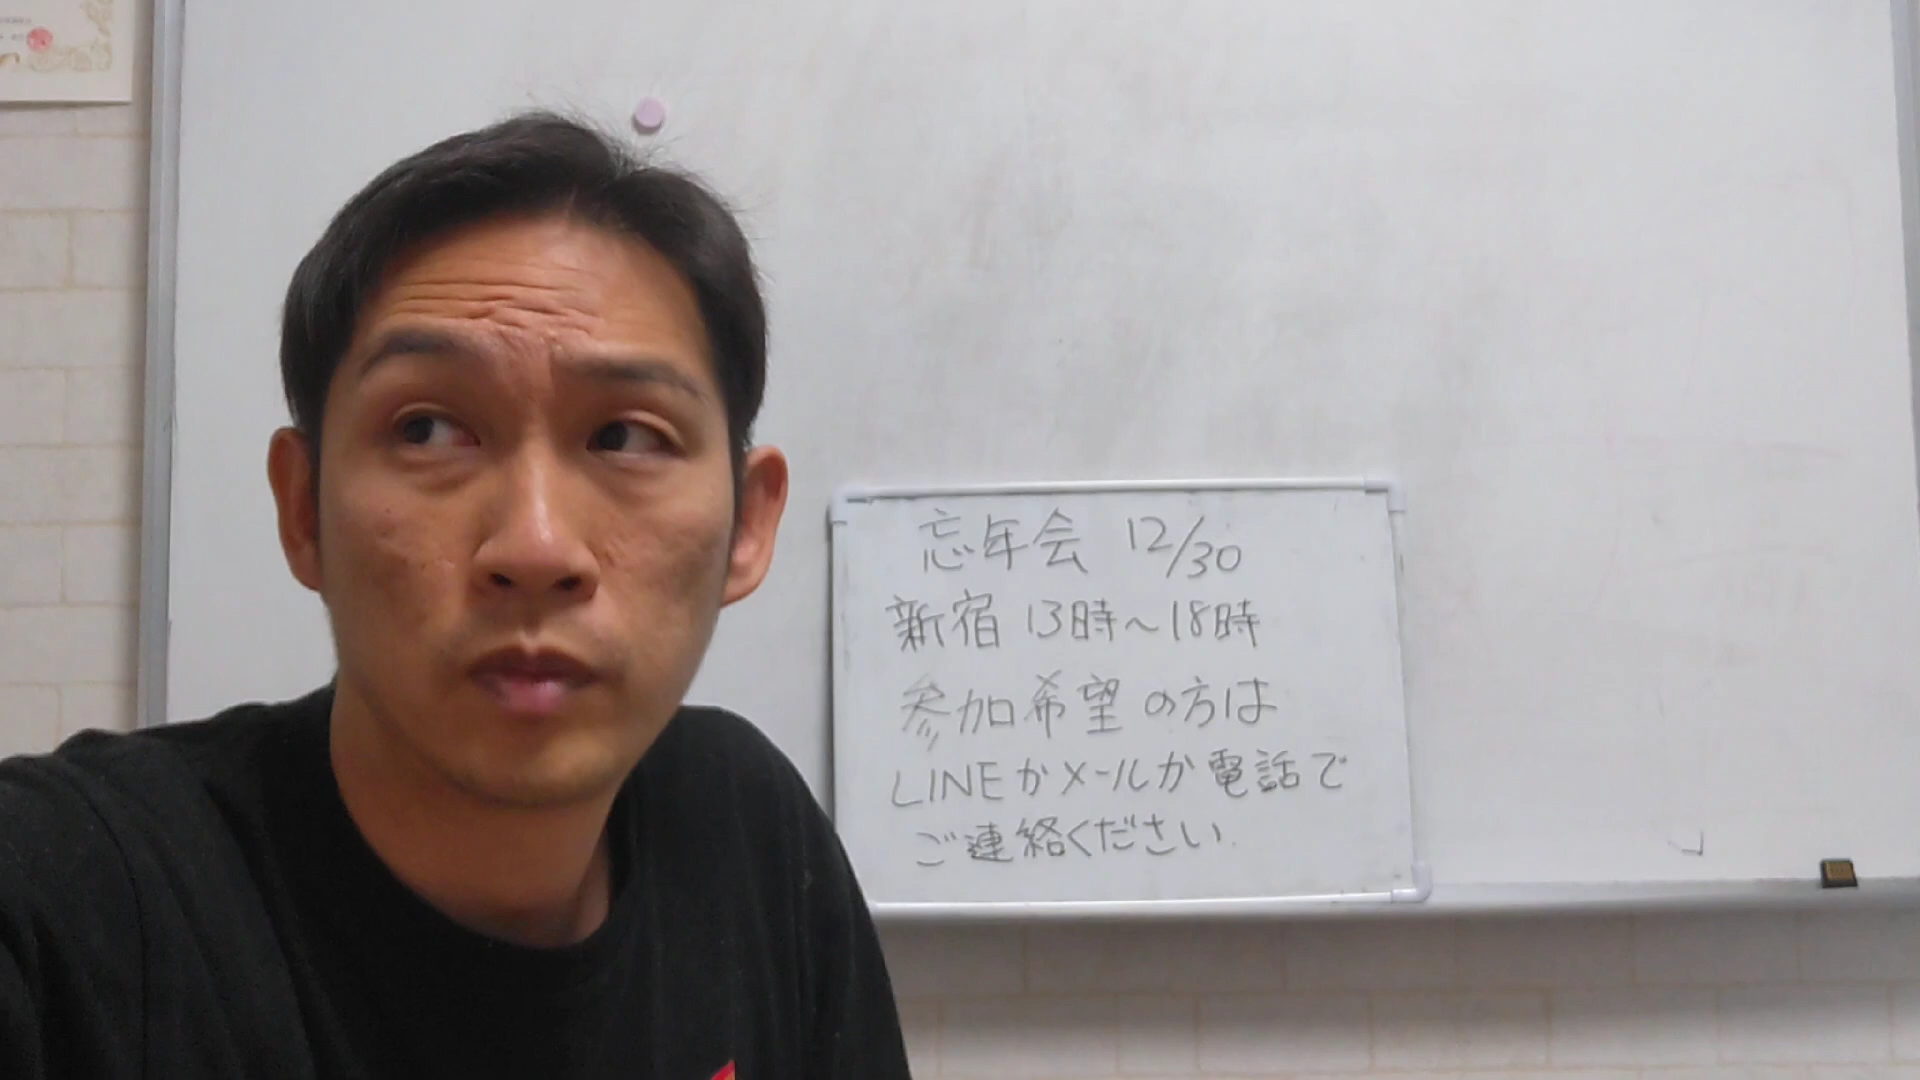 忘年会 12/30
新宿 13時～18時
参加希望の方は
LINEかメールか電話で
ご連絡ください.